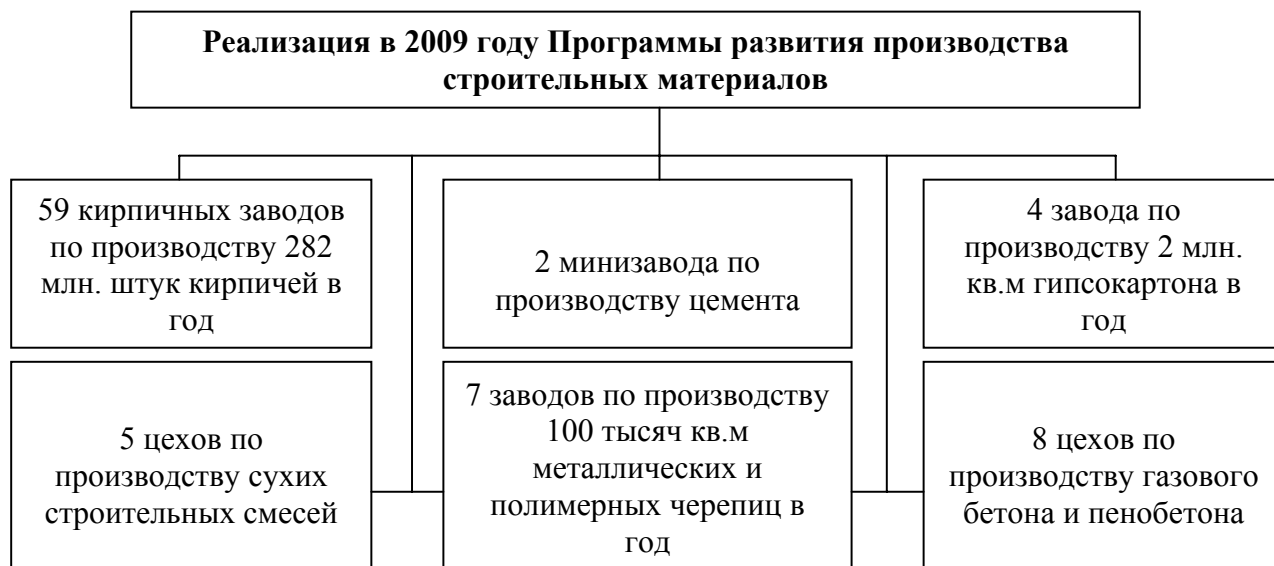 Реализация в 2009 году Программы развития производства
строительных материалов
59 кирпичных заводов
по производству 282
млн. штук кирпичей в
год
2 минизавода по
производству цемента
4 завода по
производству 2 млн.
кв.м гипсокартона в
год
5 цехов по
производству сухих
строительных смесей
7 заводов по производству
100 тысяч кв.м
металлических и
полимерных черепиц в
год
8 цехов по
производству газового
бетона и пенобетона